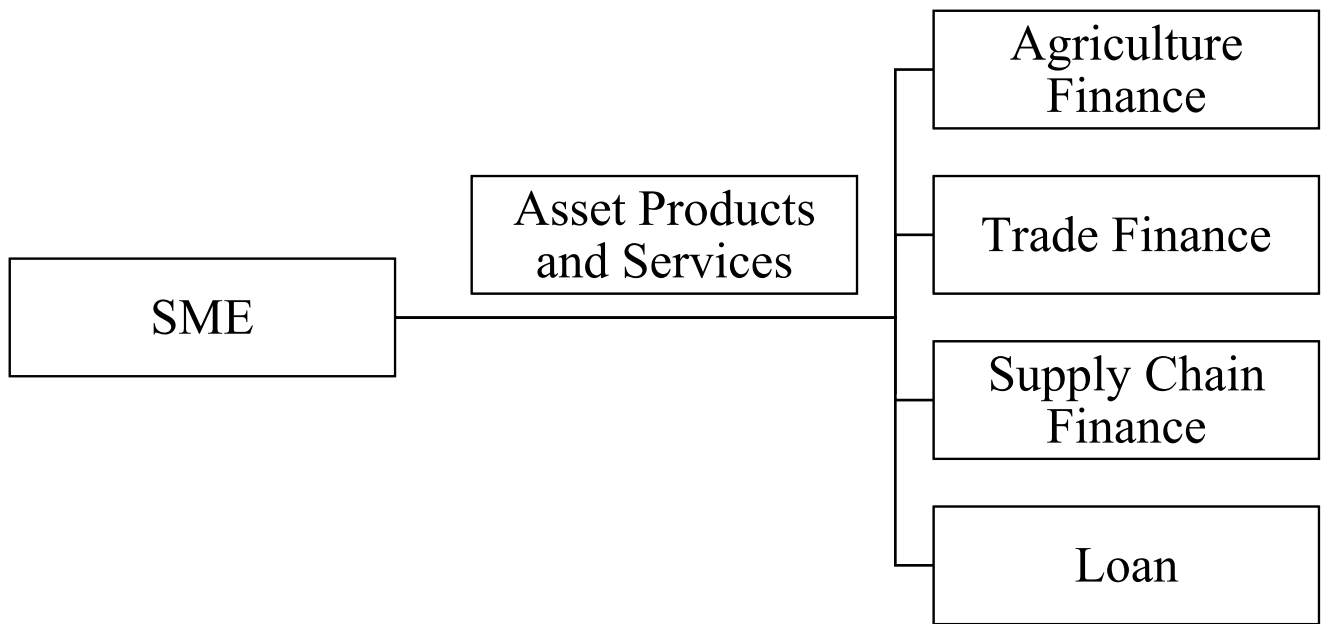 SME
Asset Products
and Services
Agriculture
Finance
Trade Finance
Supply Chain
Finance
Loan